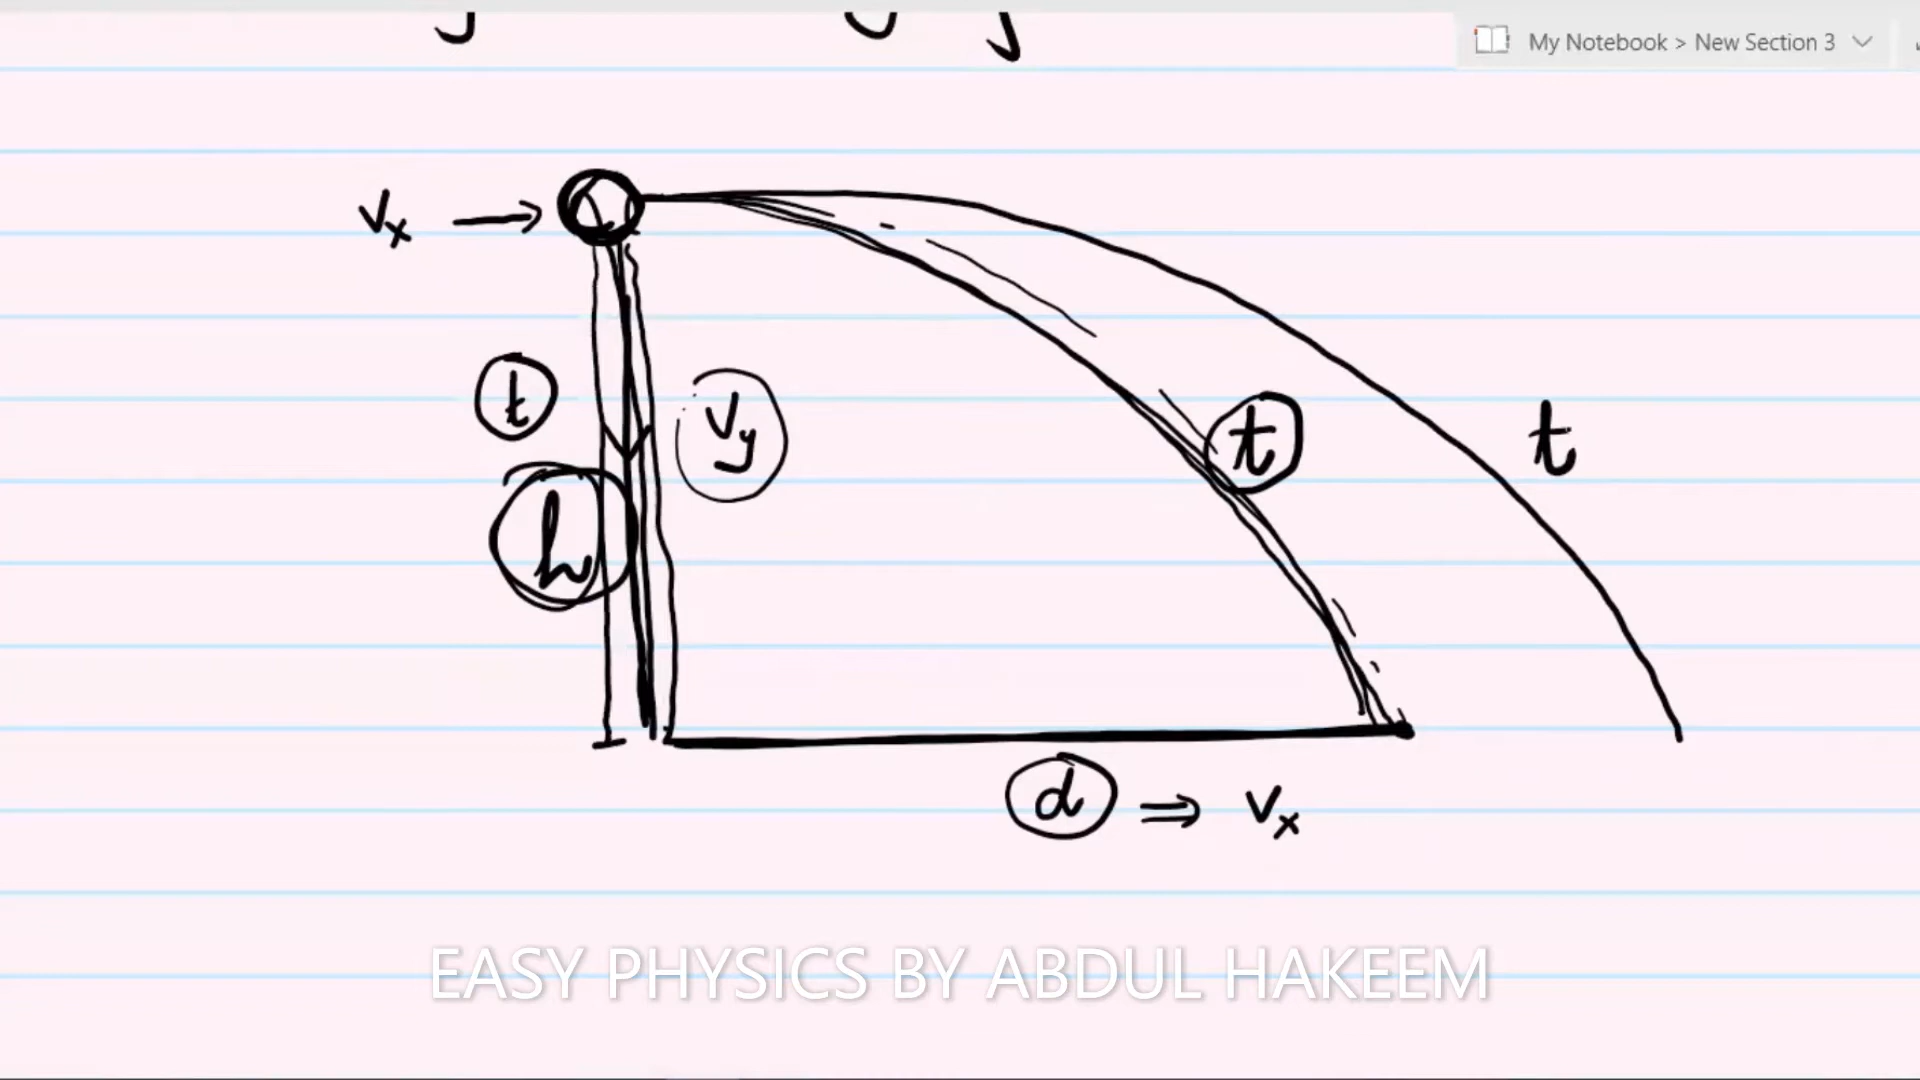 My Notebook > New Section 3
Vx →
t
Vy
t
t
h
d ⇒ Vx
EASY PHYSICS BY ABDUL HAKEEM